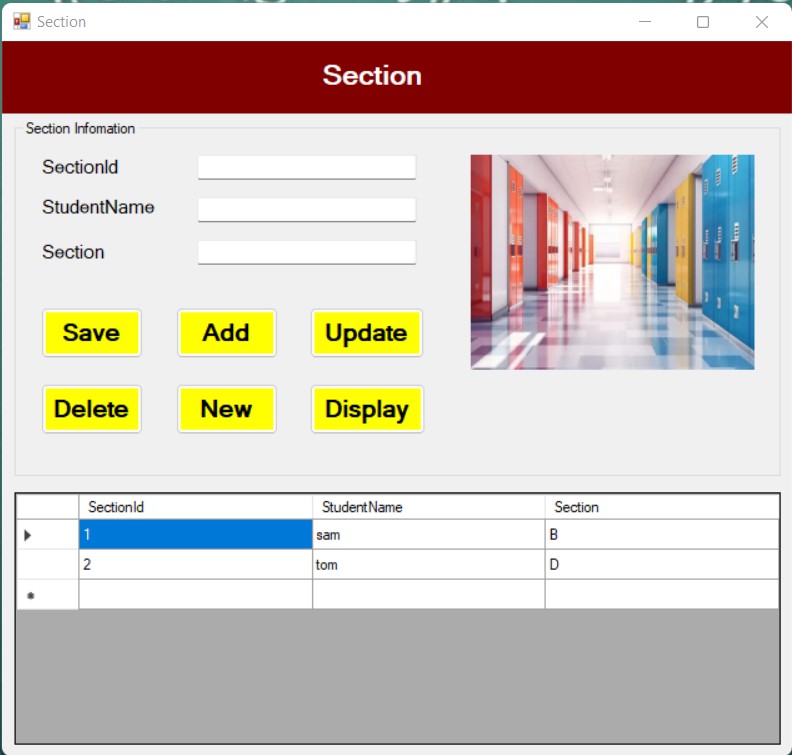 Section
Section
Section Infomation
SectionId
StudentName
Section
Save Add Update
Delete New Display
SectionId StudentName Section
1 sam B
2 tom D